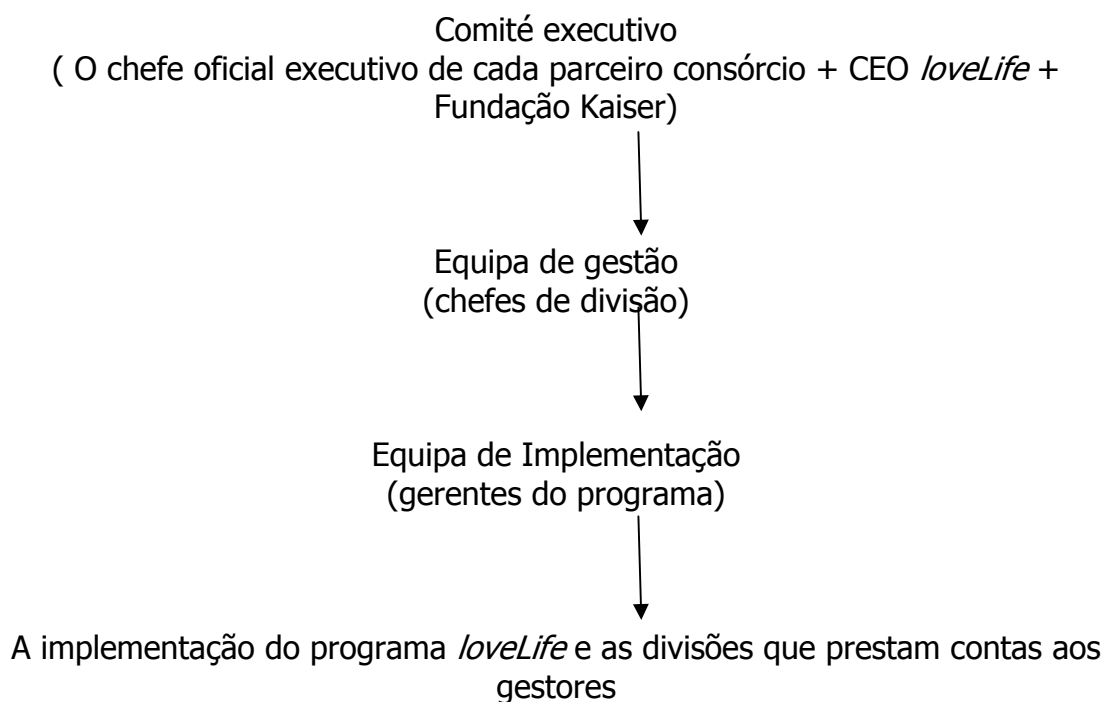 Comité executivo
( O chefe oficial executivo de cada parceiro consórcio + CEO loveLife +
Fundação Kaiser)
Equipa de gestão
(chefes de divisão)
Equipa de Implementação
(gerentes do programa)
A implementação do programa loveLife e as divisões que prestam contas aos
gestores